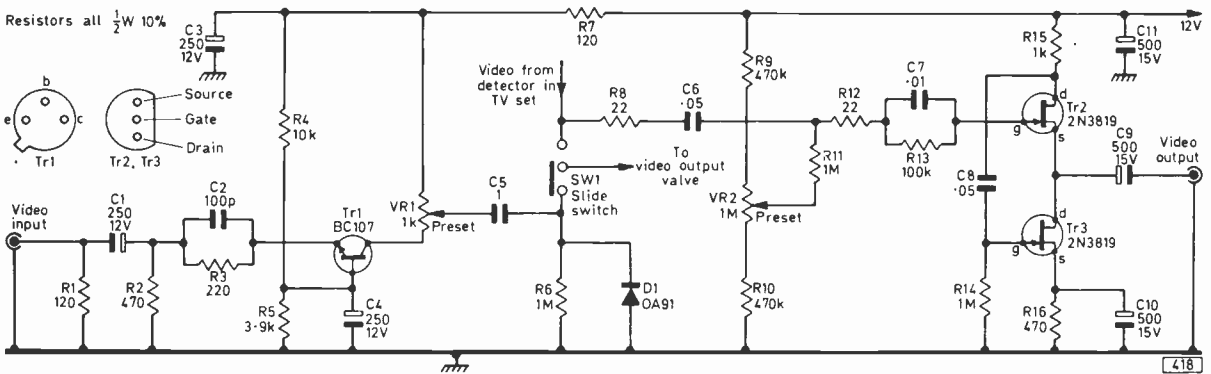 Resistors all ½W 10%
b
e
c
Tr1
Source
Gate
Drain
Tr2, Tr3
C3
250
12V
R4
10k
R7
120
12V
Video from
detector in
TV set
R8
22
C6
·05
R9
470k
R12
22
C7
·01
R13
100k
R15
1k
C11
500
15V
d
Tr2
2N3819
g
s
C9
500
15V
Video
output
Video
input
C1
250
12V
C2
100p
R3
220
R1
120
R2
470
Tr1
BC107
VR1
1k
Preset
C5
1
To
video output
valve
SW1
Slide
switch
R11
1M
VR2
1M
Preset
C8
·05
d
Tr3
2N3819
g
s
R5
3·9k
C4
250
12V
R6
1M
D1
OA91
R10
470k
R14
1M
R16
470
C10
500
15V
418